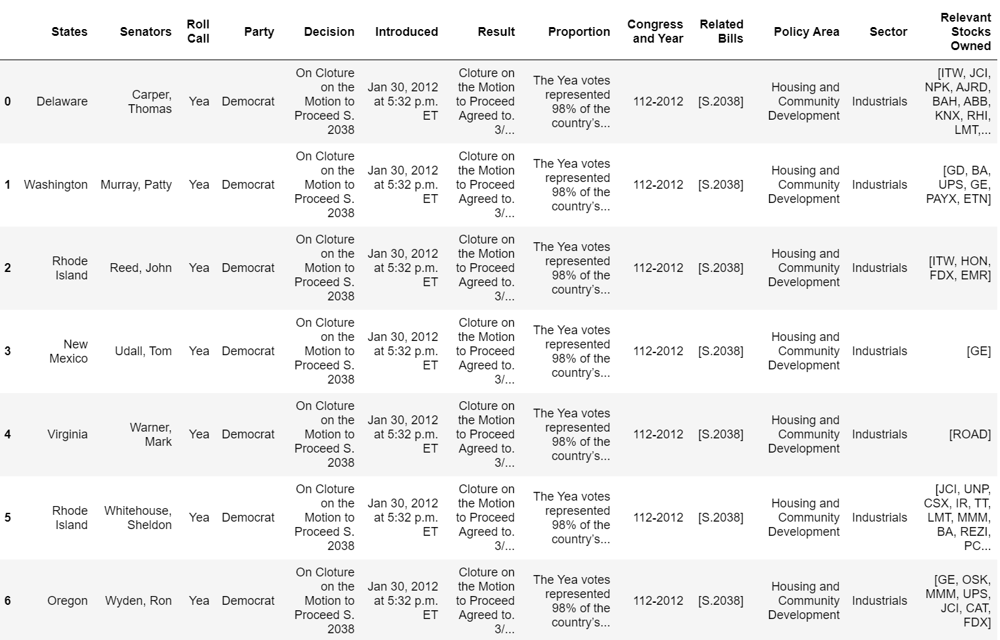 States Senators Roll Call Party Decision Introduced Result Proportion Congress and Year Related Bills Policy Area Sector Relevant Stocks Owned
0 Delaware Carper, Thomas Yea Democrat On Cloture on the Motion to Proceed S. 2038 Jan 30, 2012 at 5:32 p.m. ET Cloture on the Motion to Proceed Agreed to. 3/... The Yea votes represented 98% of the country's... 112-2012 [S.2038] Housing and Community Development Industrials [ITW, JCI, NPK, AJRD, BAH, ABB, KNX, RHI, LMT,...
1 Washington Murray, Patty Yea Democrat On Cloture on the Motion to Proceed S. 2038 Jan 30, 2012 at 5:32 p.m. ET Cloture on the Motion to Proceed Agreed to. 3/... The Yea votes represented 98% of the country's... 112-2012 [S.2038] Housing and Community Development Industrials [GD, BA, UPS, GE, PAYX, ETN]
2 Rhode Island Reed, John Yea Democrat On Cloture on the Motion to Proceed S. 2038 Jan 30, 2012 at 5:32 p.m. ET Cloture on the Motion to Proceed Agreed to. 3/... The Yea votes represented 98% of the country's... 112-2012 [S.2038] Housing and Community Development Industrials [ITW, HON, FDX, EMR]
3 New Mexico Udall, Tom Yea Democrat On Cloture on the Motion to Proceed S. 2038 Jan 30, 2012 at 5:32 p.m. ET Cloture on the Motion to Proceed Agreed to. 3/... The Yea votes represented 98% of the country's... 112-2012 [S.2038] Housing and Community Development Industrials [GE]
4 Virginia Warner, Mark Yea Democrat On Cloture on the Motion to Proceed S. 2038 Jan 30, 2012 at 5:32 p.m. ET Cloture on the Motion to Proceed Agreed to. 3/... The Yea votes represented 98% of the country's... 112-2012 [S.2038] Housing and Community Development Industrials [ROAD]
5 Rhode Island Whitehouse, Sheldon Yea Democrat On Cloture on the Motion to Proceed S. 2038 Jan 30, 2012 at 5:32 p.m. ET Cloture on the Motion to Proceed Agreed to. 3/... The Yea votes represented 98% of the country's... 112-2012 [S.2038] Housing and Community Development Industrials [JCI, UNP, CSX, IR, TT, LMT, MMM, BA, REZI, PC...
6 Oregon Wyden, Ron Yea Democrat On Cloture on the Motion to Proceed S. 2038 Jan 30, 2012 at 5:32 p.m. ET Cloture on the Motion to Proceed Agreed to. 3/... The Yea votes represented 98% of the country's... 112-2012 [S.2038] Housing and Community Development Industrials [GE, OSK, MMM, UPS, JCI, CAT, FDX]